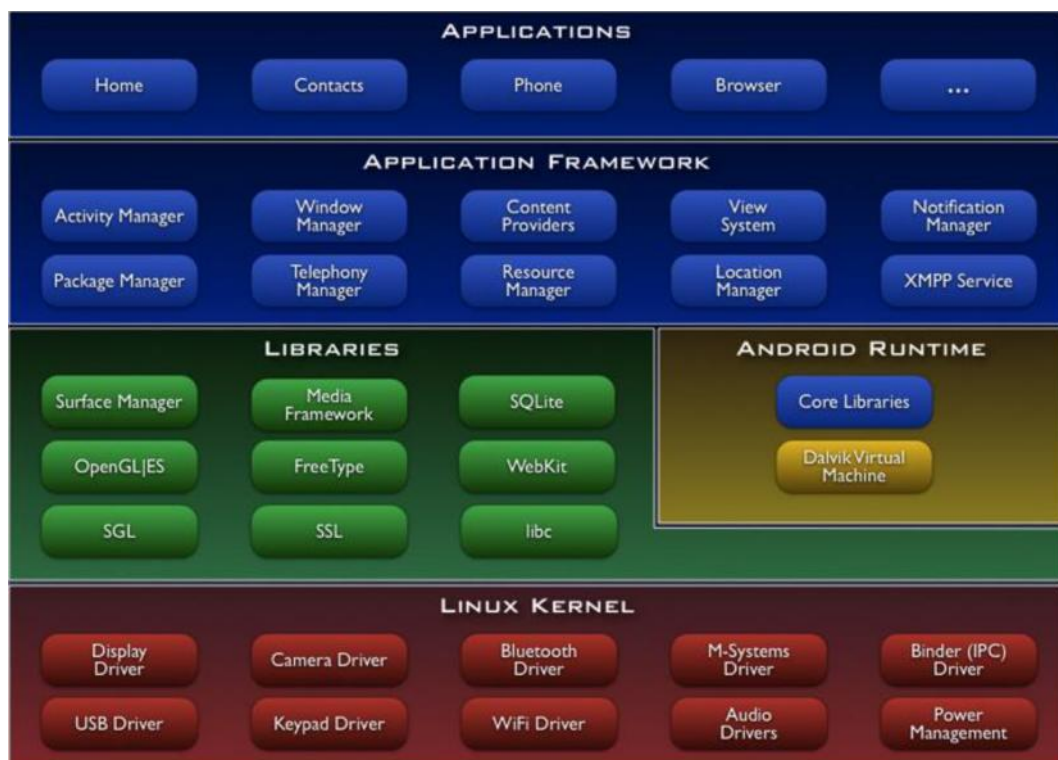 APPLICATIONS
Home
Contacts
Phone
Browser
...
APPLICATION FRAMEWORK
Activity Manager
Window
Manager
Content
Providers
View
System
Notification
Manager
Package Manager
Telephony
Manager
Resource
Manager
Location
Manager
XMPP Service
LIBRARIES
Surface Manager
Media
Framework
SQLite
OpenGL|ES
FreeType
WebKit
SGL
SSL
libc
ANDROID RUNTIME
Core Libraries
Dalvik Virtual
Machine
LINUX KERNEL
Display
Driver
Camera Driver
Bluetooth
Driver
M-Systems
Driver
Binder (IPC)
Driver
USB Driver
Keypad Driver
WiFi Driver
Audio
Drivers
Power
Management